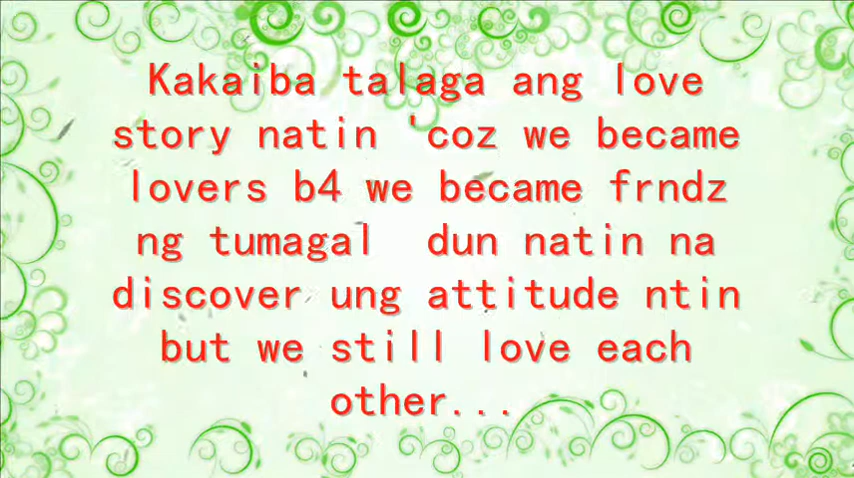 Kakaiba talaga ang love
story natin 'coz we became
lovers b4 we became frndz
ng tumagal dun natin na
discover ung attitude ntin
but we still love each
other...